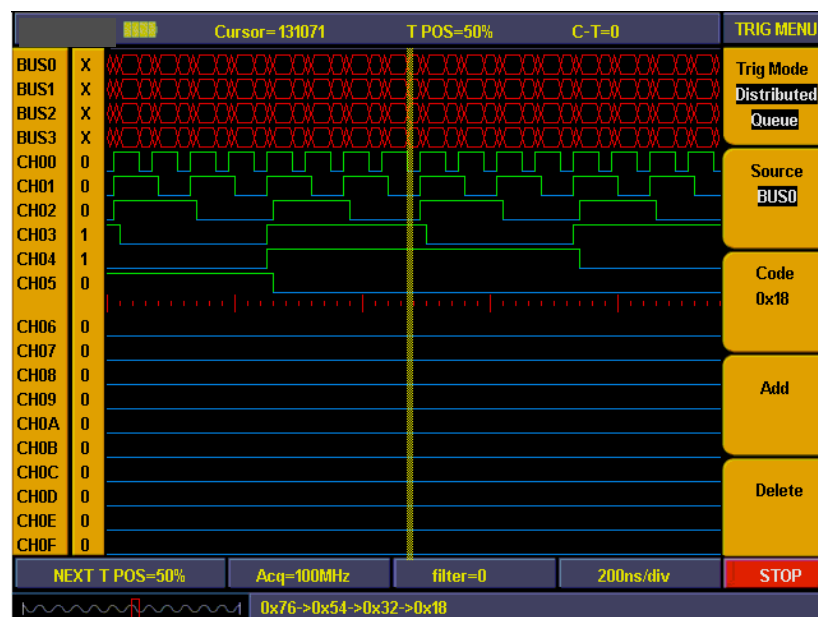 Cursor=131071 T POS=50% C-T=0 TRIG MENU
BUS0 X
BUS1 X
BUS2 X
BUS3 X
CH00 0
CH01 0
CH02 0
CH03 1
CH04 1
CH05 0
CH06 0
CH07 0
CH08 0
CH09 0
CH0A 0
CH0B 0
CH0C 0
CH0D 0
CH0E 0
CH0F 0
Trig Mode
Distributed
Queue
Source
BUS0
Code
0x18
Add
Delete
NEXT T POS=50% Acq=100MHz filter=0 200ns/div STOP
0x76->0x54->0x32->0x18